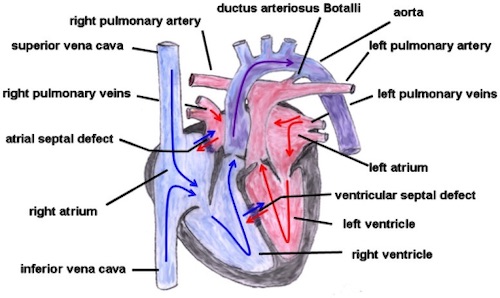 ductus arteriosus Botalli
right pulmonary artery
aorta
superior vena cava
left pulmonary artery
right pulmonary veins
left pulmonary veins
atrial septal defect
left atrium
ventricular septal defect
right atrium
left ventricle
right ventricle
inferior vena cava